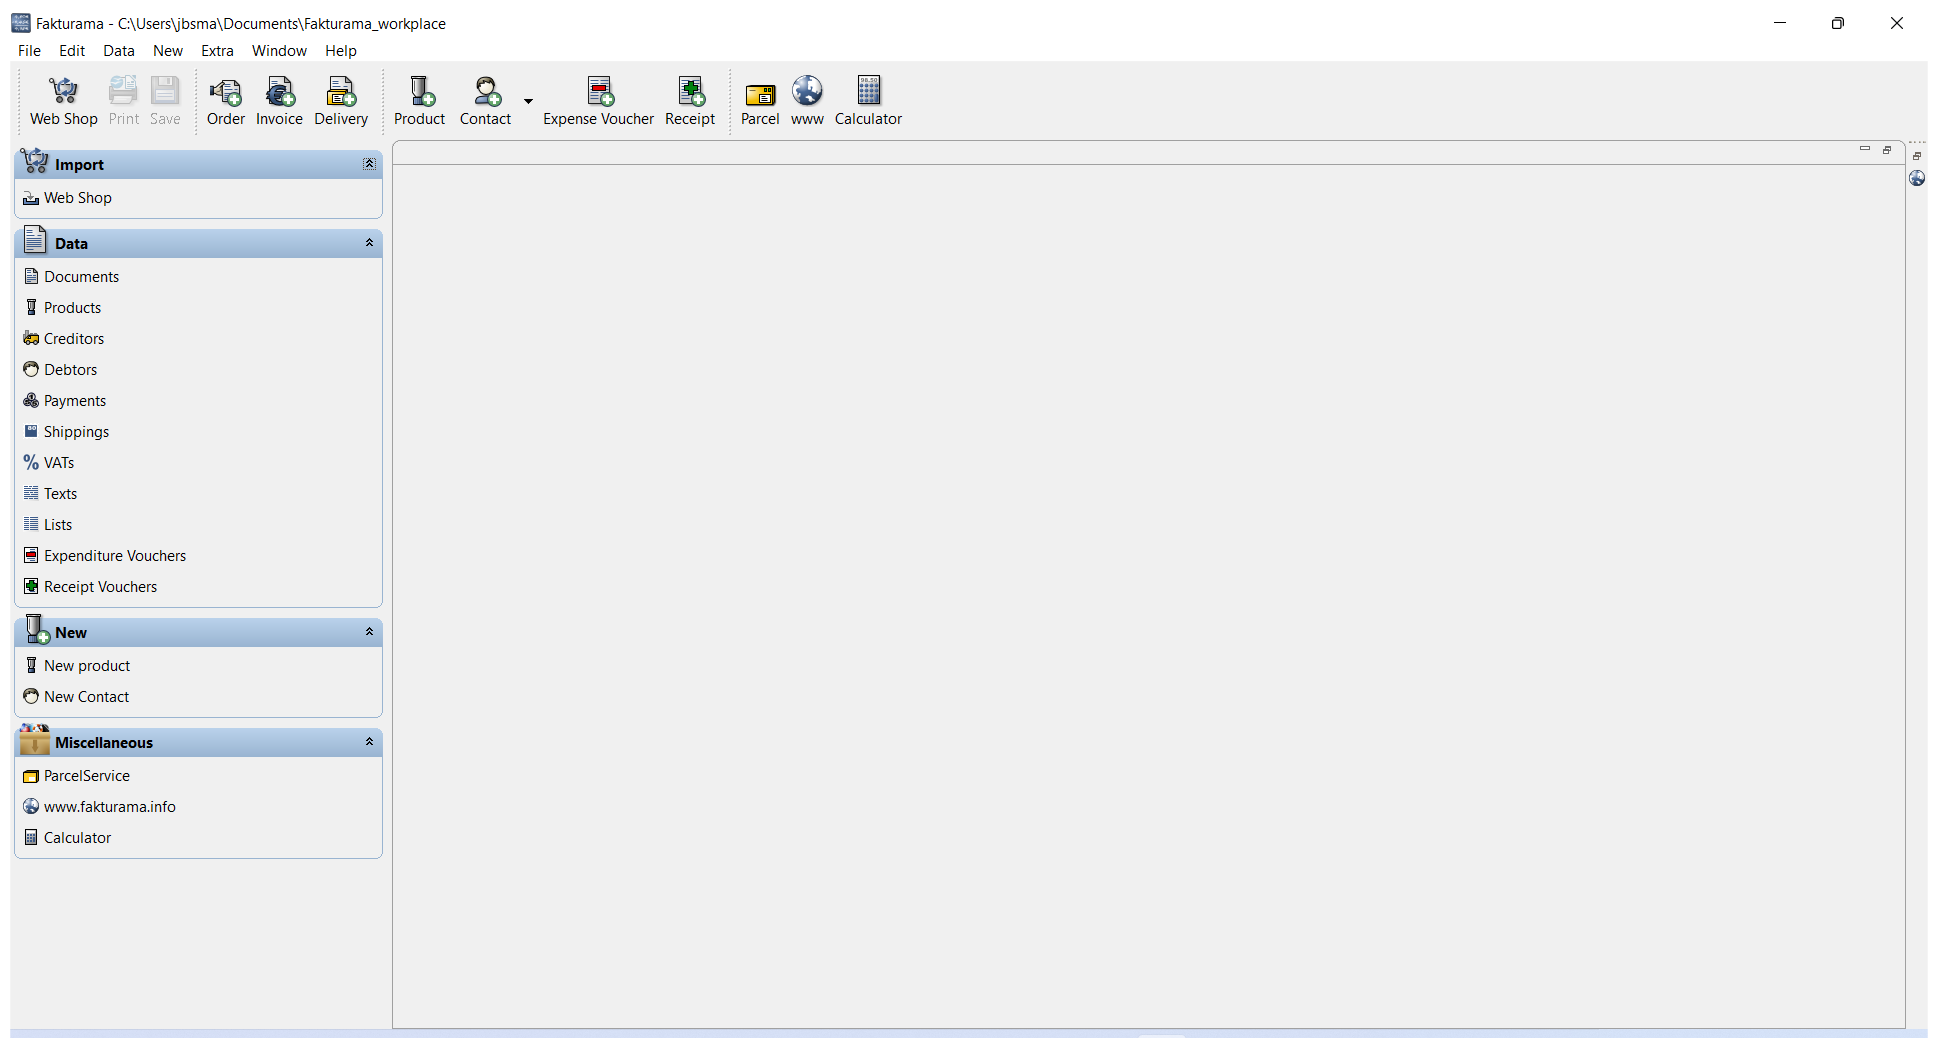 Fakturama - C:\Users\jbsma\Documents\Fakturama_workplace
File Edit Data New Extra Window Help
Web Shop Print Save Order Invoice Delivery Product Contact Expense Voucher Receipt Parcel www Calculator
Import
Web Shop
Data
Documents
Products
Creditors
Debtors
Payments
Shippings
% VATs
Texts
Lists
Expenditure Vouchers
Receipt Vouchers
New
New product
New Contact
Miscellaneous
ParcelService
www.fakturama.info
Calculator